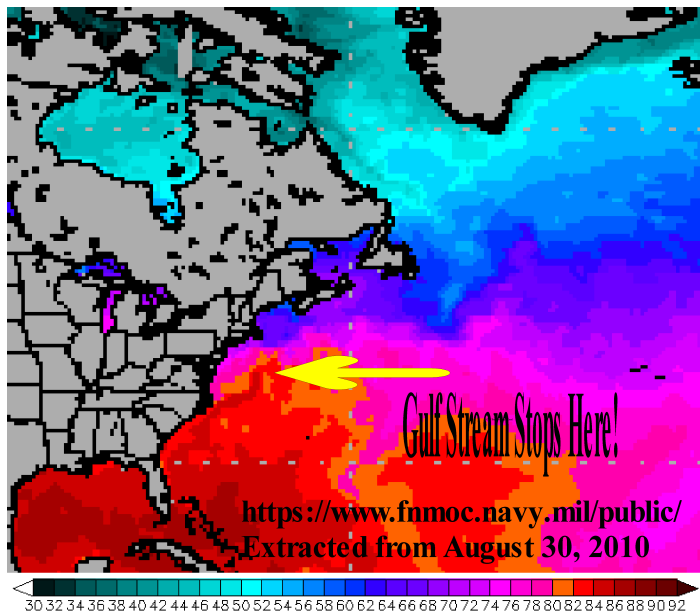 Gulf Stream Stops Here!
https://www.fnmoc.navy.mil/public/
Extracted from August 30, 2010
30 32 34 36 38 40 42 44 46 48 50 52 54 56 58 60 62 64 66 68 70 72 74 76 78 80 82 84 86 88 90 92